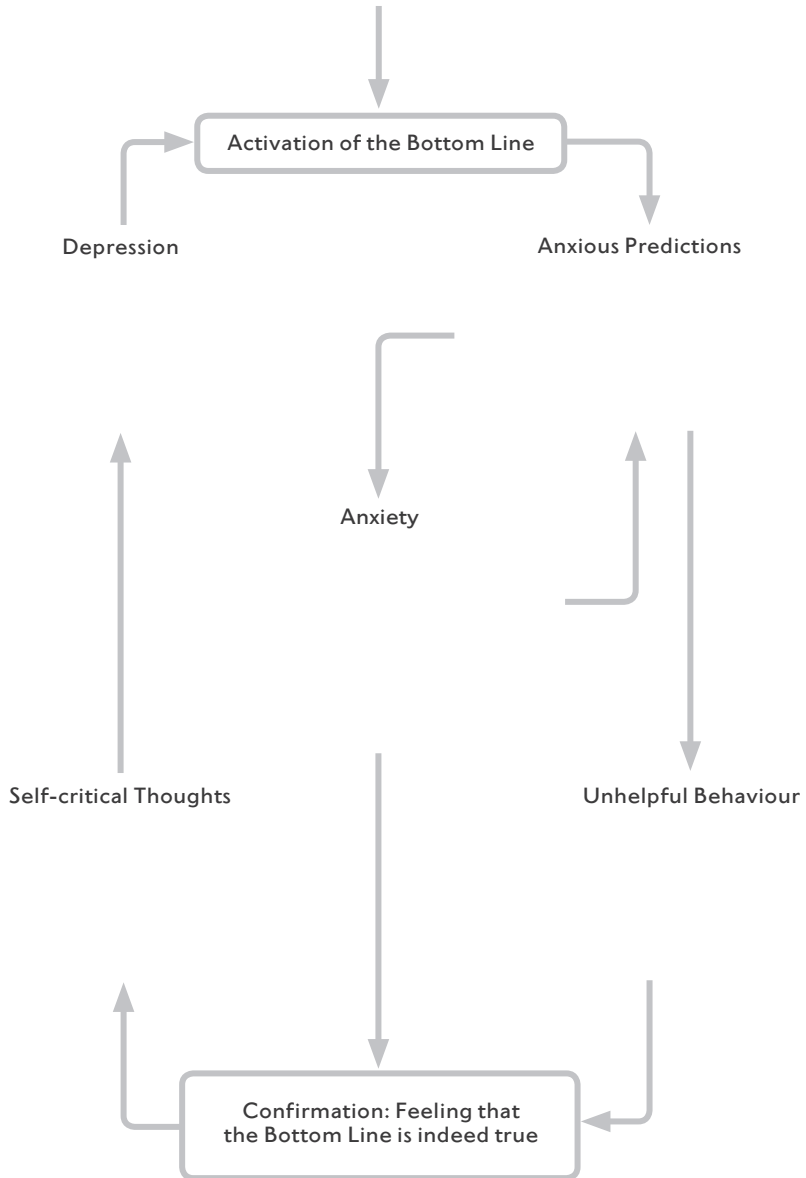 Activation of the Bottom Line
Depression
Anxious Predictions
Anxiety
Self-critical Thoughts
Unhelpful Behaviour
Confirmation: Feeling that
the Bottom Line is indeed true